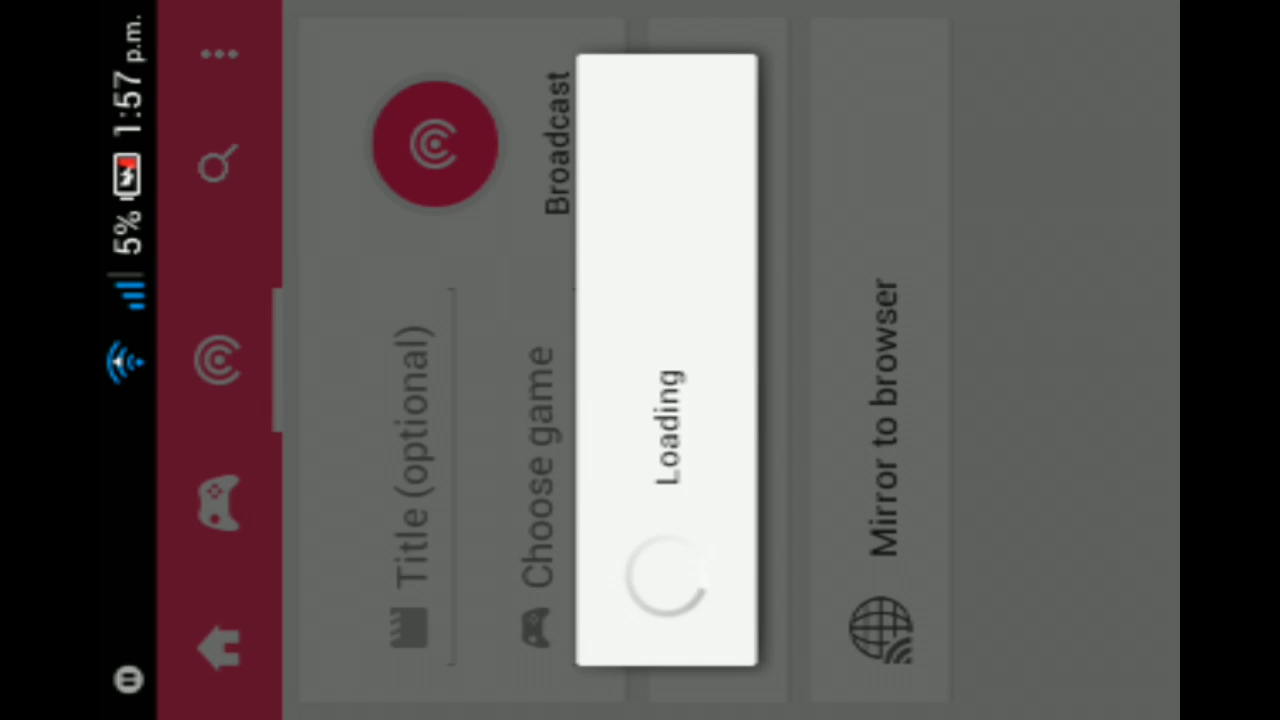 5% 1:57 p.m.
Title (optional)
Choose game
Broadcast
Loading
Mirror to browser